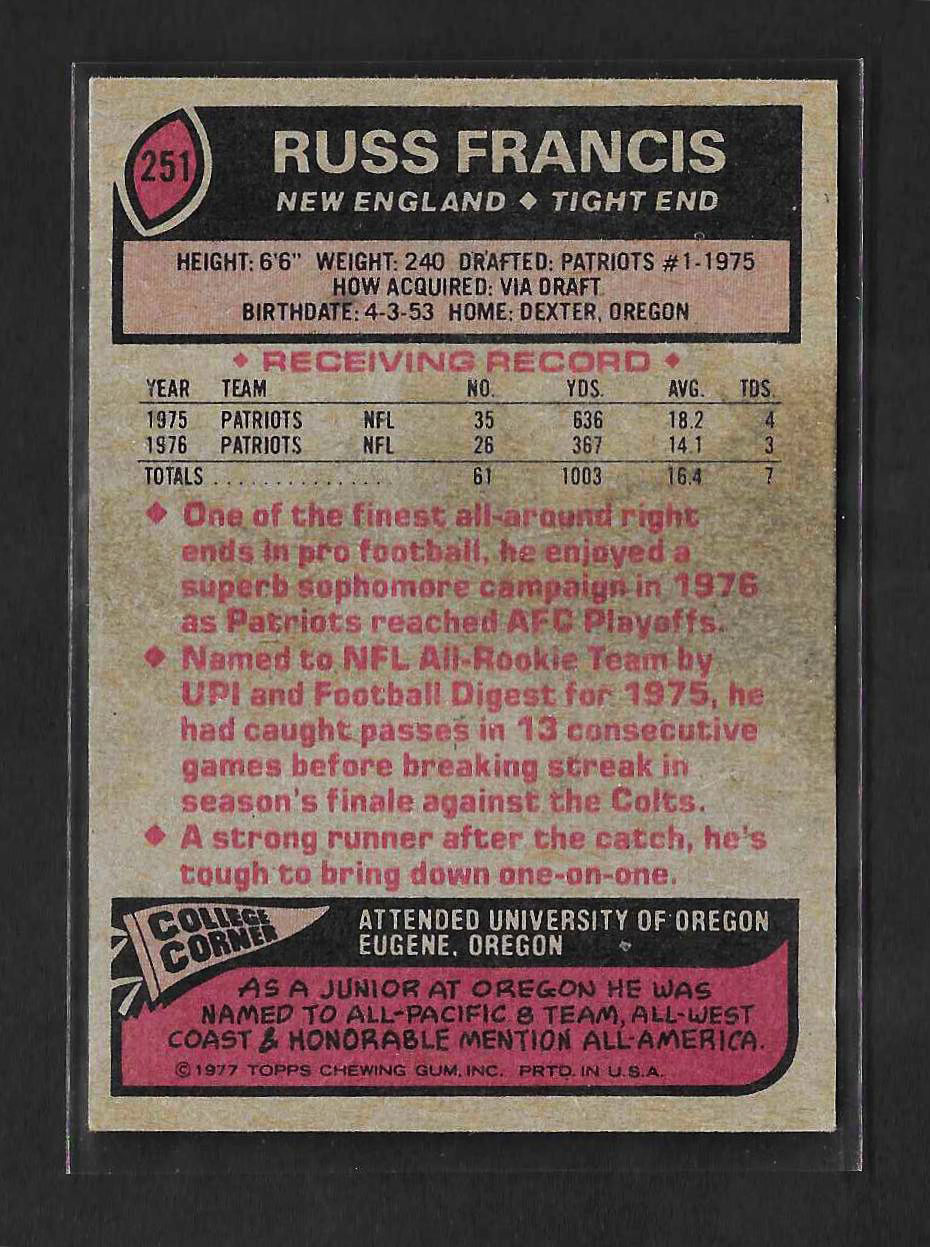 251
RUSS FRANCIS
NEW ENGLAND ◆ TIGHT END
HEIGHT: 6'6" WEIGHT: 240 DRAFTED: PATRIOTS #1-1975
HOW ACQUIRED: VIA DRAFT
BIRTHDATE: 4-3-53 HOME: DEXTER, OREGON
◆ RECEIVING RECORD ◆
YEAR TEAM NO. YDS. AVG. TDS.
1975 PATRIOTS NFL 35 636 18.2 4
1976 PATRIOTS NFL 26 367 14.1 3
TOTALS .............. 61 1003 16.4 7
◆ One of the finest all-around right
ends in pro football, he enjoyed a
superb sophomore campaign in 1976
as Patriots reached AFC Playoffs.
◆ Named to NFL All-Rookie Team by
UPI and Football Digest for 1975, he
had caught passes in 13 consecutive
games before breaking streak in
season's finale against the Colts.
◆ A strong runner after the catch, he's
tough to bring down one-on-one.
COLLEGE
CORNER
ATTENDED UNIVERSITY OF OREGON
EUGENE, OREGON
AS A JUNIOR AT OREGON HE WAS
NAMED TO ALL-PACIFIC 8 TEAM, ALL-WEST
COAST & HONORABLE MENTION ALL-AMERICA.
©1977 TOPPS CHEWING GUM, INC. PRTD. IN U.S.A.